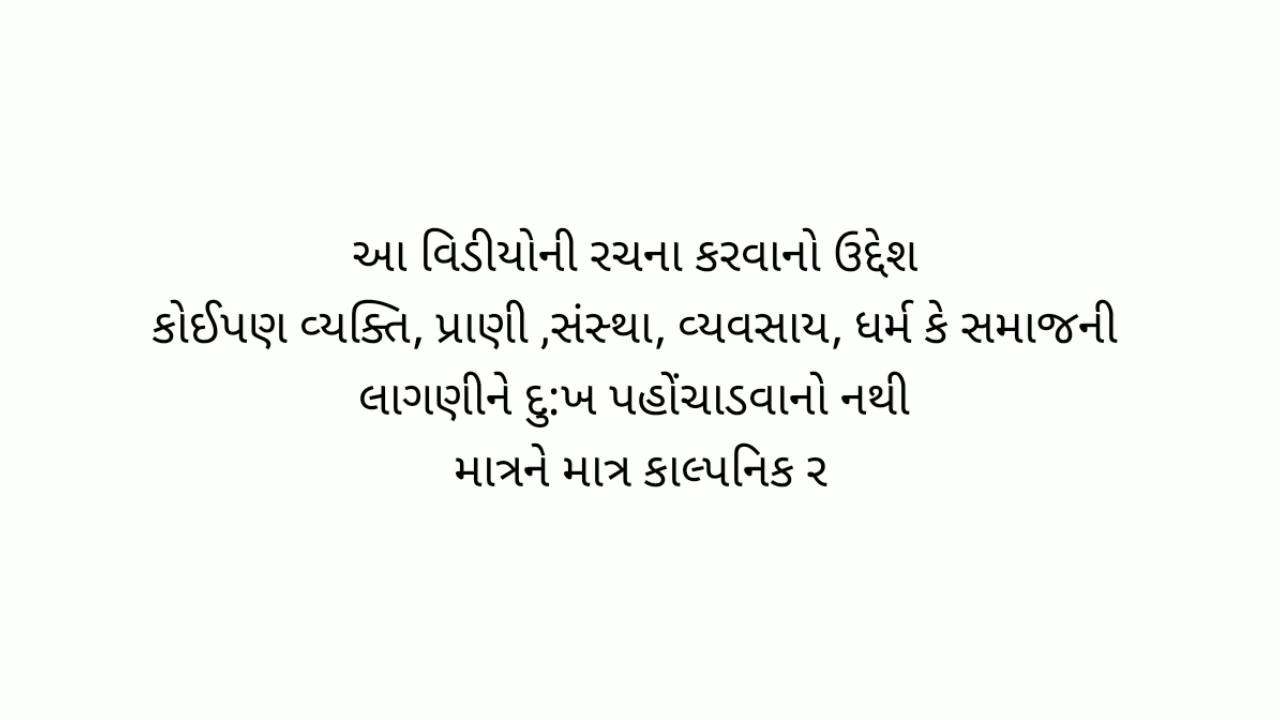 આ વિડીયોની રચના કરવાનો ઉદ્દેશ
કોઈપણ વ્યક્તિ, પ્રાણી ,સંસ્થા, વ્યવસાય, ધર્મ કે સમાજની
લાગણીને દુ:ખ પહોંચાડવાનો નથી
માત્રને માત્ર કાલ્પનિક ર